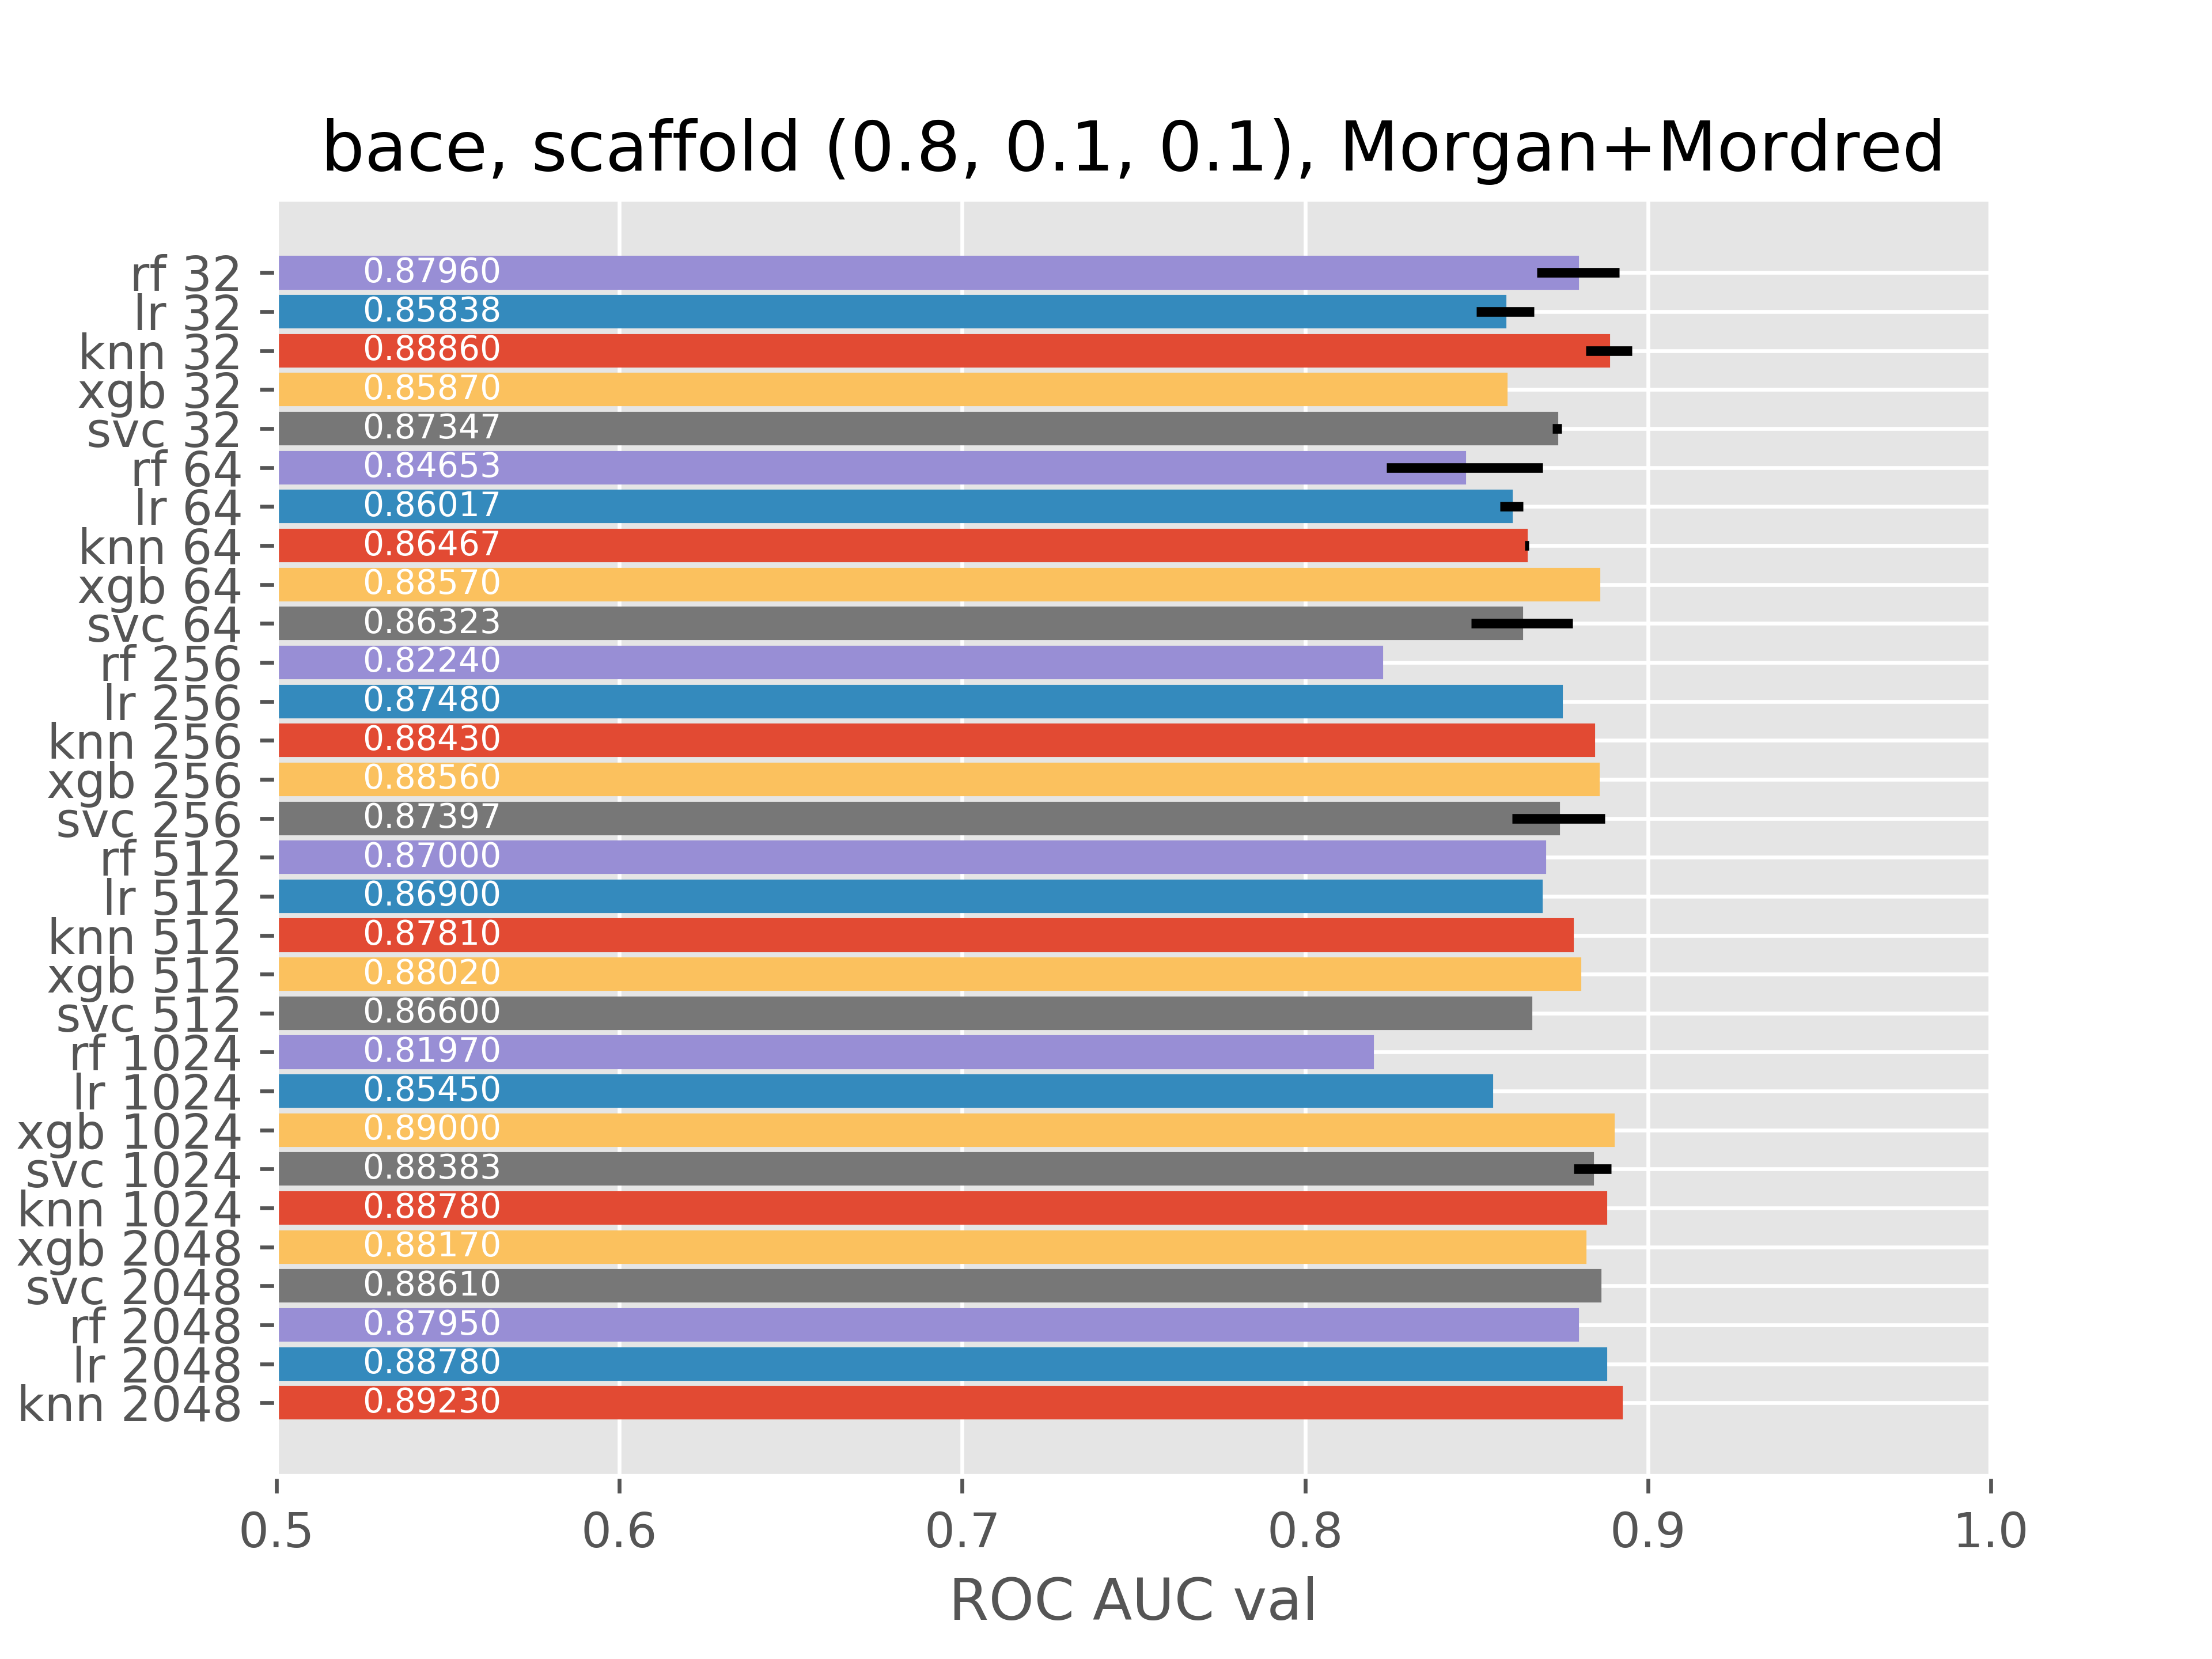 bace, scaffold (0.8, 0.1, 0.1), Morgan+Mordred
rf 32 0.87960
lr 32 0.85838
knn 32 0.88860
xgb 32 0.85870
svc 32 0.87347
rf 64 0.84653
lr 64 0.86017
knn 64 0.86467
xgb 64 0.88570
svc 64 0.86323
rf 256 0.82240
lr 256 0.87480
knn 256 0.88430
xgb 256 0.88560
svc 256 0.87397
rf 512 0.87000
lr 512 0.86900
knn 512 0.87810
xgb 512 0.88020
svc 512 0.86600
rf 1024 0.81970
lr 1024 0.85450
xgb 1024 0.89000
svc 1024 0.88383
knn 1024 0.88780
xgb 2048 0.88170
svc 2048 0.88610
rf 2048 0.87950
lr 2048 0.88780
knn 2048 0.89230
0.5 0.6 0.7 0.8 0.9 1.0
ROC AUC val